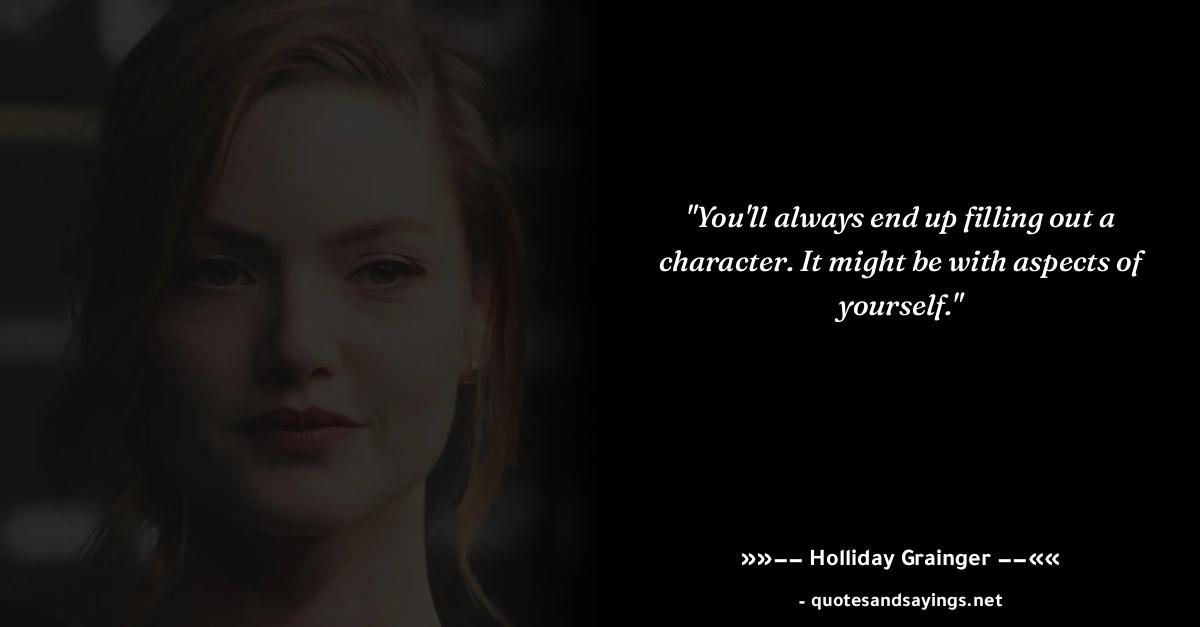 "You'll always end up filling out a
character. It might be with aspects of
yourself."
»»−− Holliday Grainger −−««
- quotesandsayings.net